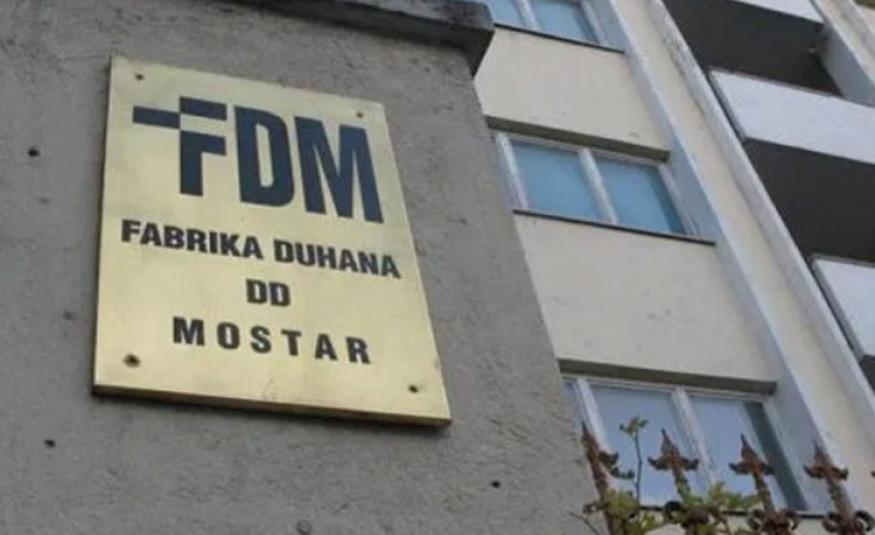 FDM
FABRIKA DUHANA
DD
MOSTAR